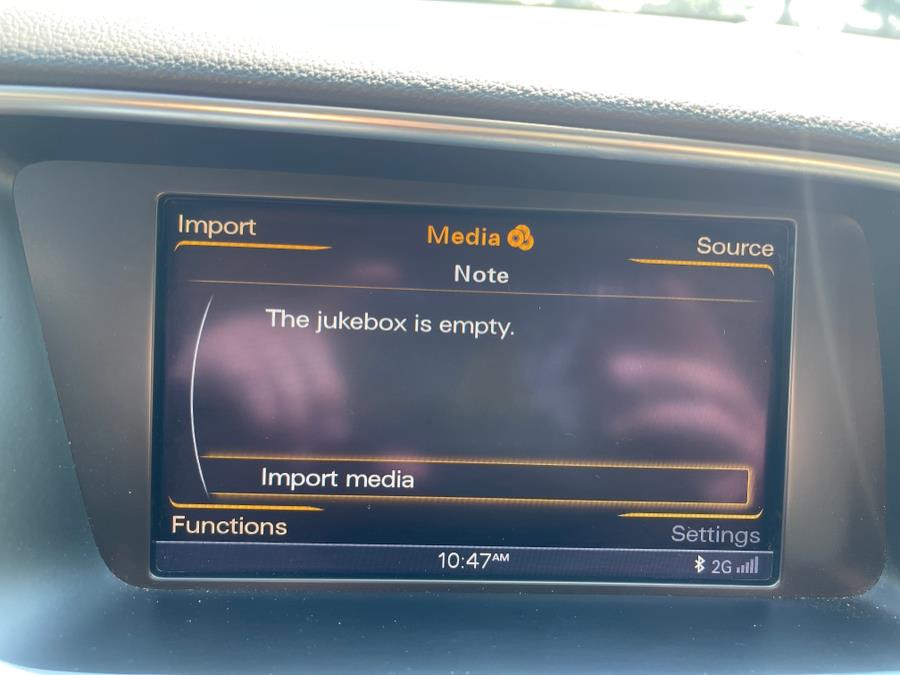 Import
Media
Source
Note
The jukebox is empty.
Import media
Functions
Settings
10:47AM
2G